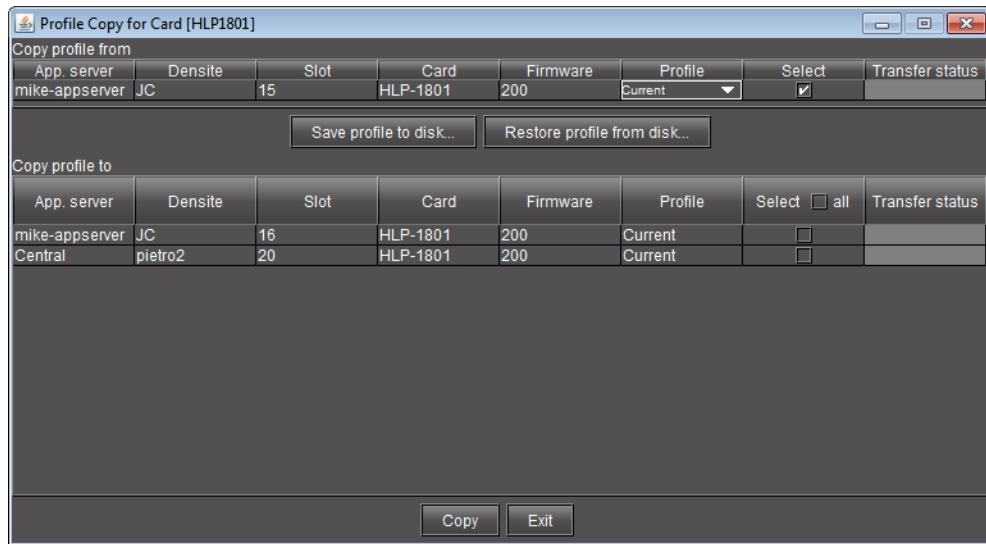 Profile Copy for Card [HLP1801]
Copy profile from
App. server Densite Slot Card Firmware Profile Select Transfer status
mike-appserver JC 15 HLP-1801 200 Current
Save profile to disk... Restore profile from disk...
Copy profile to
App. server Densite Slot Card Firmware Profile Select all Transfer status
mike-appserver JC 16 HLP-1801 200 Current
Central pietro2 20 HLP-1801 200 Current
Copy Exit